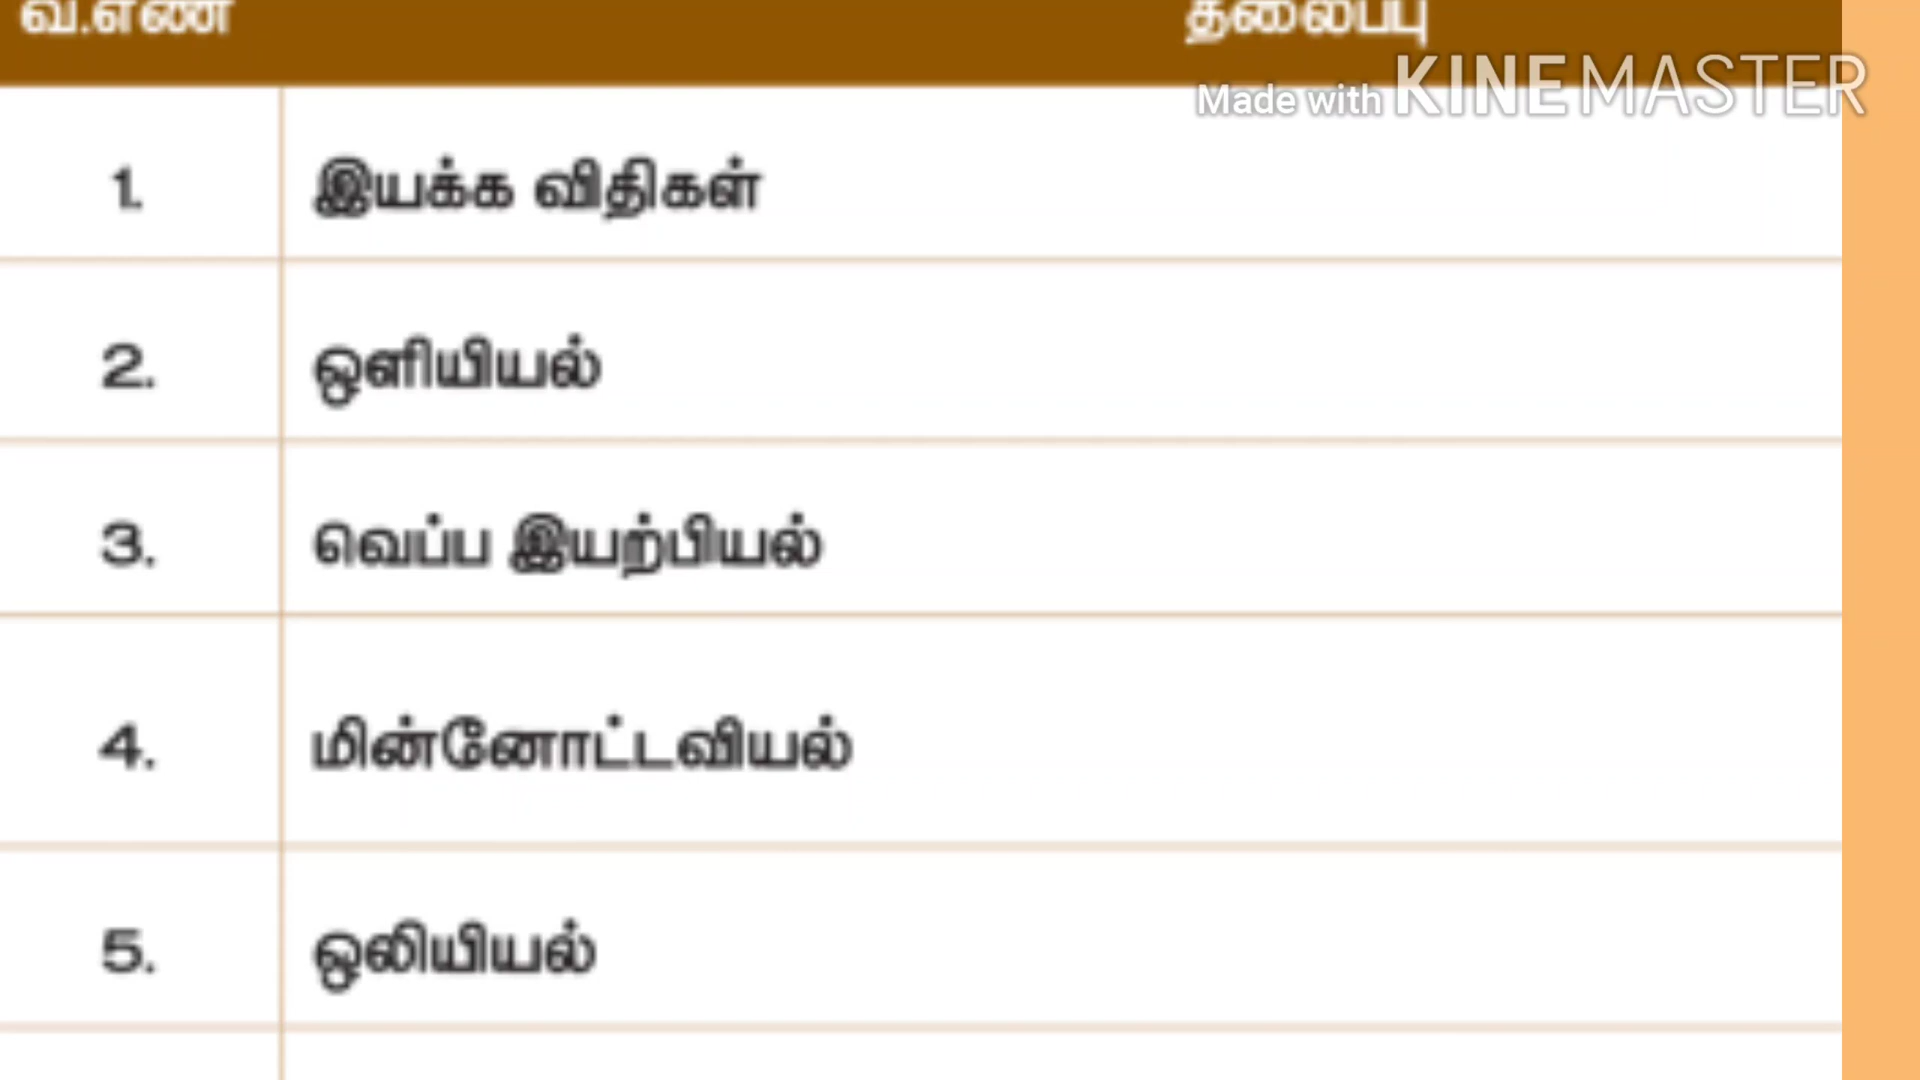 வ.எண் தலைப்பு
Made with KINEMASTER
1. இயக்க விதிகள்
2. ஒளியியல்
3. வெப்ப இயற்பியல்
4. மின்னோட்டவியல்
5. ஒலியியல்